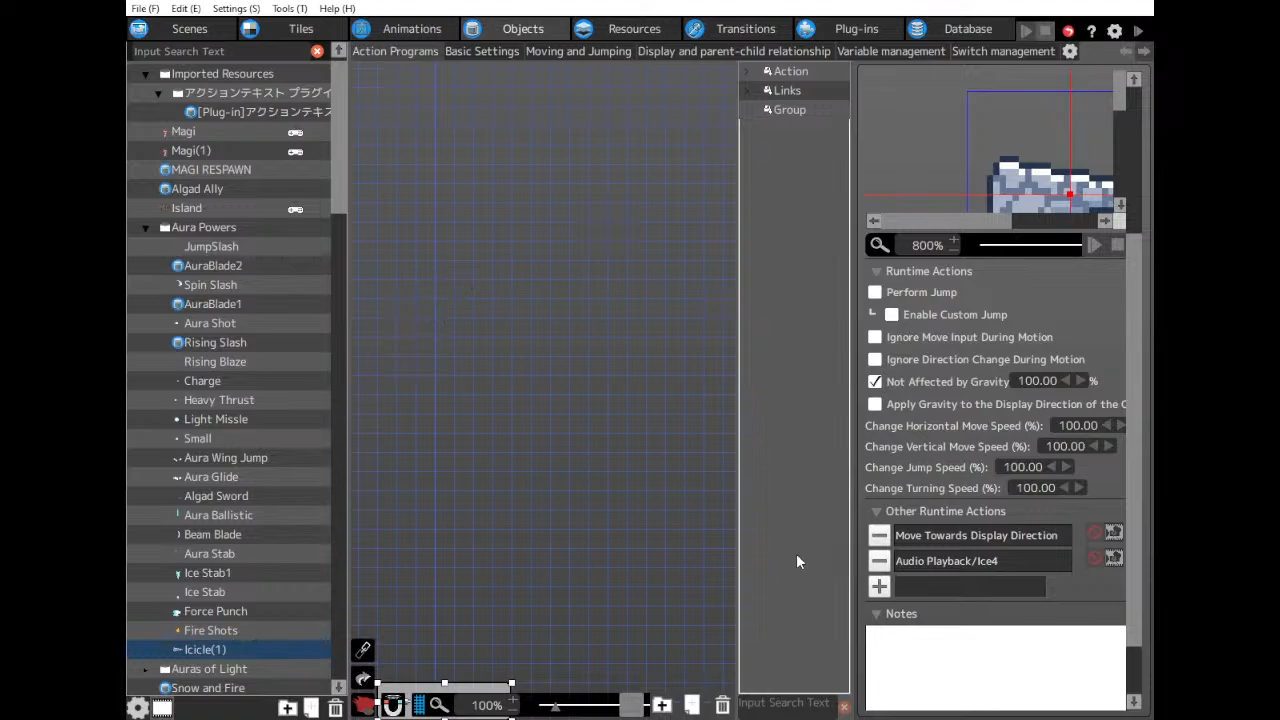 File (F) Edit (E) Settings (S) Tools (T) Help (H)
Scenes Tiles Animations Objects Resources Transitions Plug-ins Database
Input Search Text
Action Programs Basic Settings Moving and Jumping Display and parent-child relationship Variable management Switch management
Imported Resources
アクションテキスト プラグイ
[Plug-in]アクションテキス
Magi
Magi(1)
MAGI RESPAWN
Algad Ally
Island
Aura Powers
JumpSlash
AuraBlade2
Spin Slash
AuraBlade1
Aura Shot
Rising Slash
Rising Blaze
Charge
Heavy Thrust
Light Missle
Small
Aura Wing Jump
Aura Glide
Algad Sword
Aura Ballistic
Beam Blade
Aura Stab
Ice Stab1
Ice Stab
Force Punch
Fire Shots
Icicle(1)
Auras of Light
Snow and Fire
100%
Action
Links
Group
Input Search Text
800%
Runtime Actions
Perform Jump
Enable Custom Jump
Ignore Move Input During Motion
Ignore Direction Change During Motion
Not Affected by Gravity 100.00 %
Apply Gravity to the Display Direction of the C
Change Horizontal Move Speed (%): 100.00
Change Vertical Move Speed (%): 100.00
Change Jump Speed (%): 100.00
Change Turning Speed (%): 100.00
Other Runtime Actions
Move Towards Display Direction
Audio Playback/Ice4
Notes